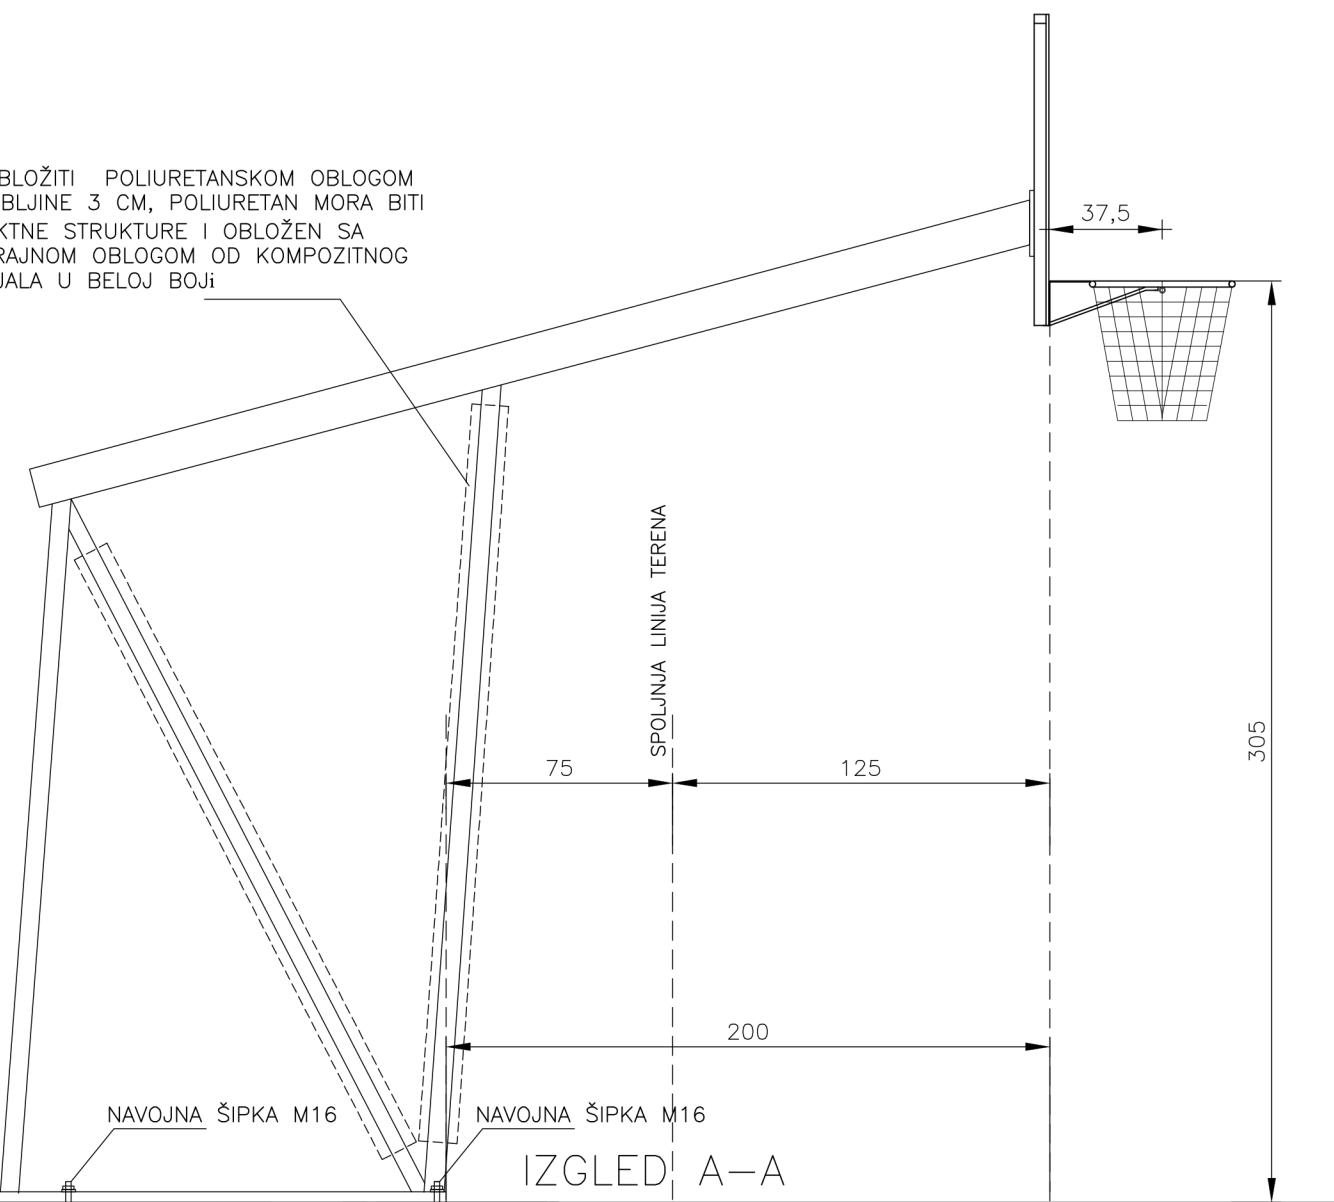 BLOŽITI POLIURETANSKOM OBLOGOM
BLJINE 3 CM, POLIURETAN MORA BITI
KTNE STRUKTURE I OBLOŽEN SA
RAJNOM OBLOGOM OD KOMPOZITNOG
JALA U BELOJ BOJi
37,5
SPOLJNJA LINIJA TERENA
305
75
125
200
NAVOJNA ŠIPKA M16
NAVOJNA ŠIPKA M16
IZGLED A-A